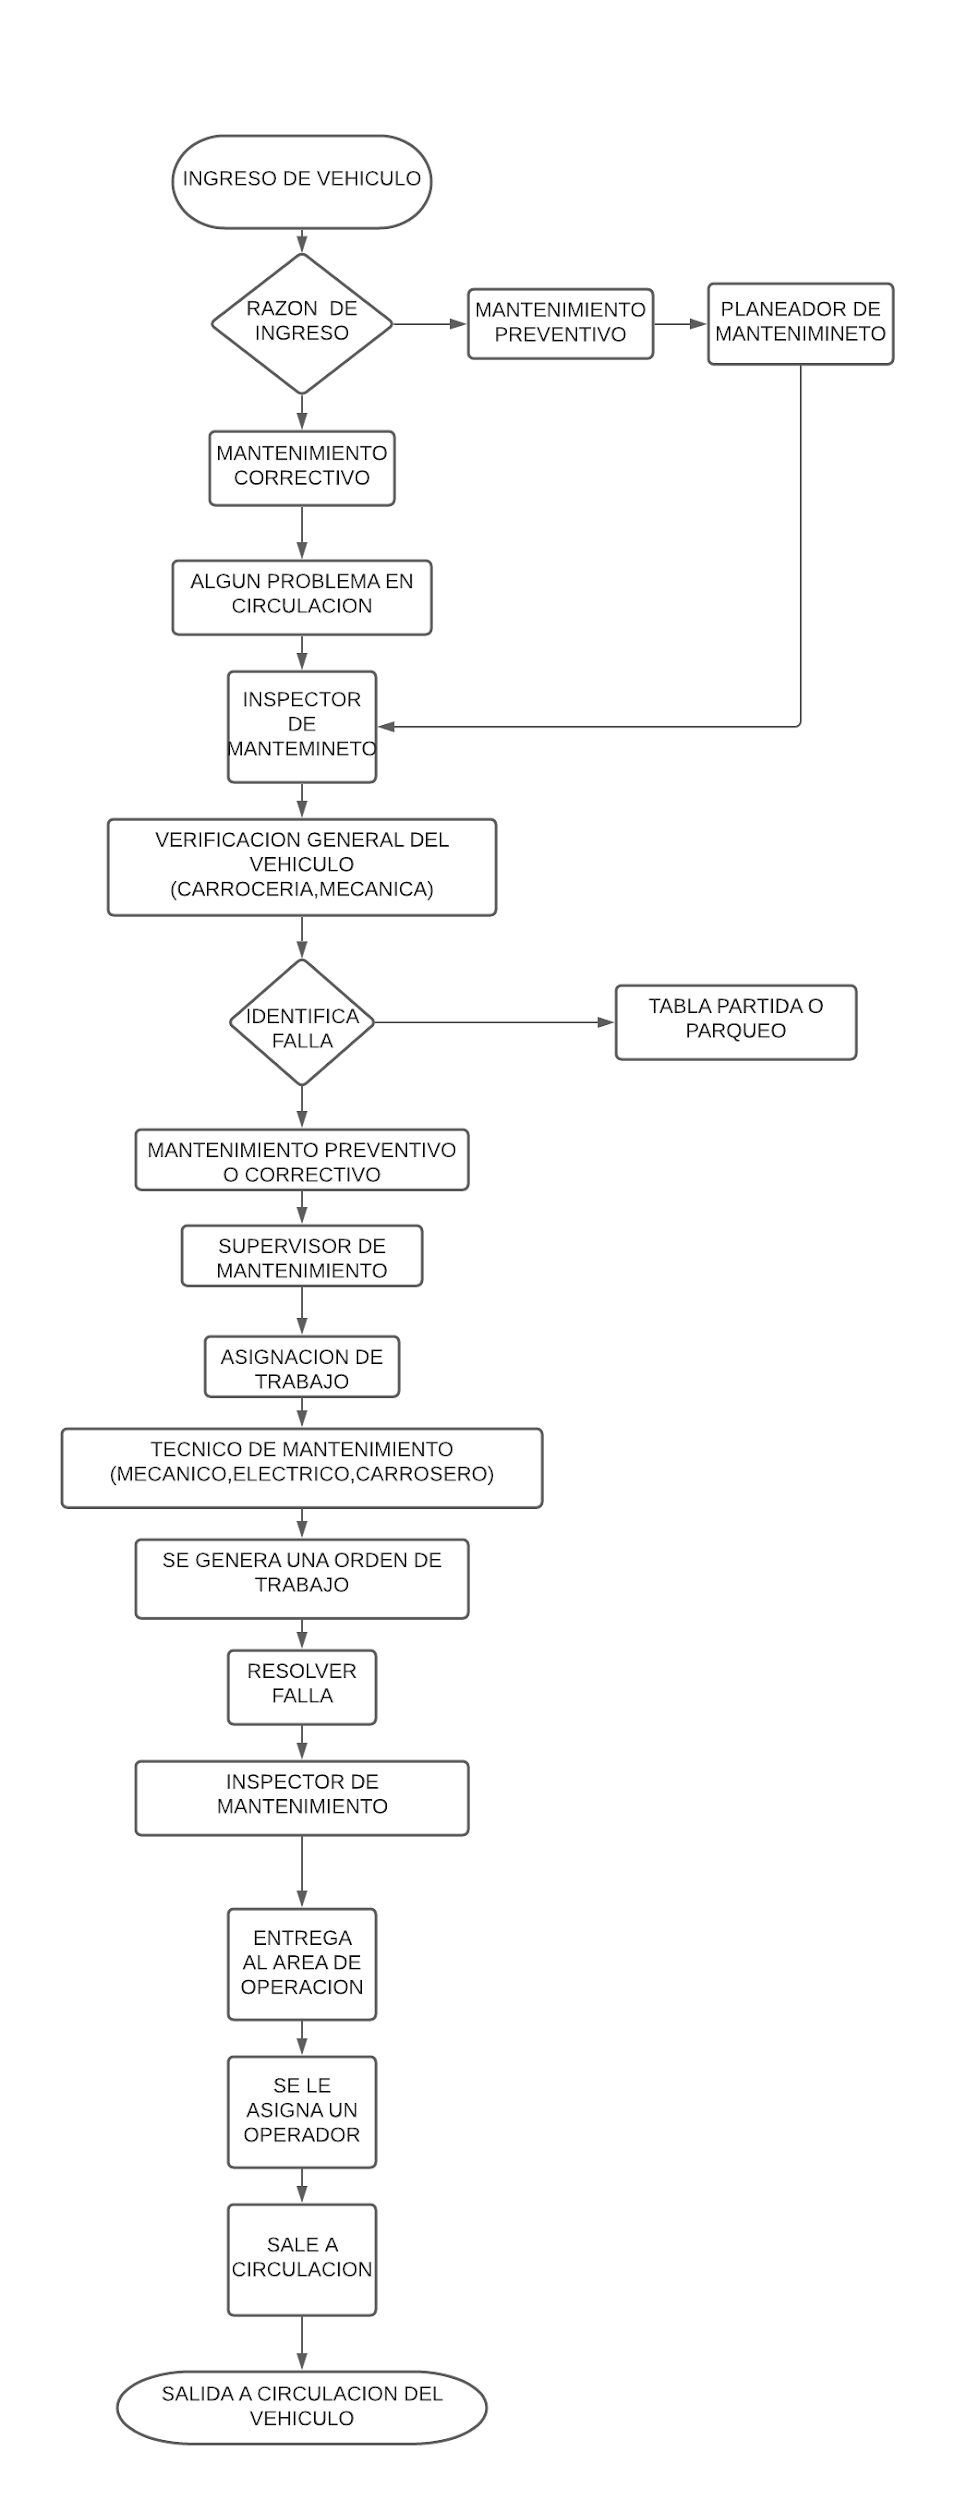 INGRESO DE VEHICULO
RAZON DE
INGRESO
MANTENIMIENTO
PREVENTIVO
PLANEADOR DE
MANTENIMINETO
MANTENIMIENTO
CORRECTIVO
ALGUN PROBLEMA EN
CIRCULACION
INSPECTOR
DE
MANTEMINETO
VERIFICACION GENERAL DEL
VEHICULO
(CARROCERIA,MECANICA)
IDENTIFICA
FALLA
TABLA PARTIDA O
PARQUEO
MANTENIMIENTO PREVENTIVO
O CORRECTIVO
SUPERVISOR DE
MANTENIMIENTO
ASIGNACION DE
TRABAJO
TECNICO DE MANTENIMIENTO
(MECANICO,ELECTRICO,CARROSERO)
SE GENERA UNA ORDEN DE
TRABAJO
RESOLVER
FALLA
INSPECTOR DE
MANTENIMIENTO
ENTREGA
AL AREA DE
OPERACION
SE LE
ASIGNA UN
OPERADOR
SALE A
CIRCULACION
SALIDA A CIRCULACION DEL
VEHICULO